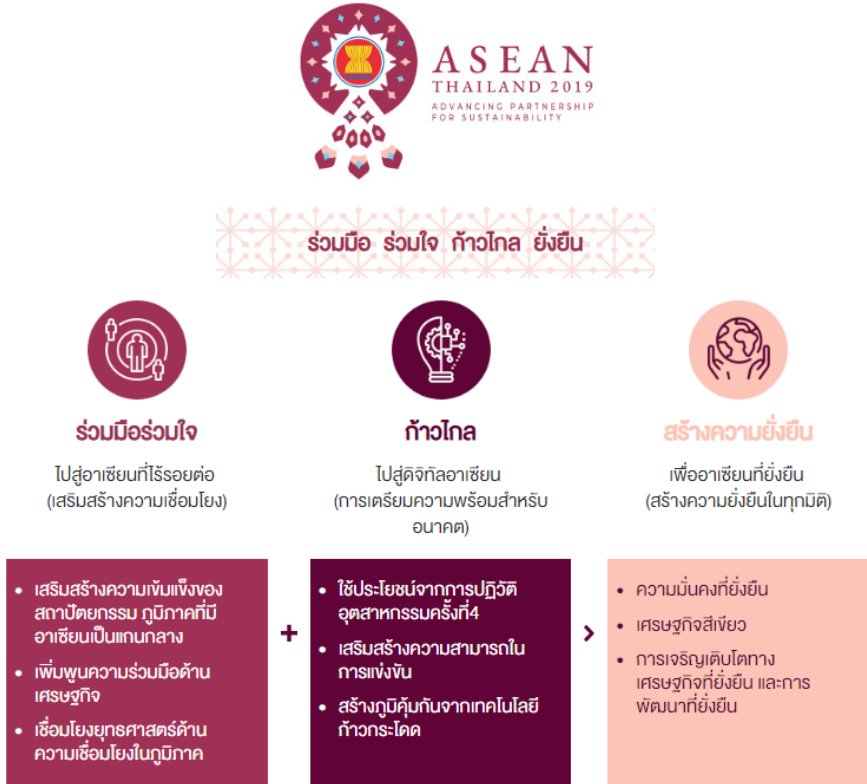 ASEAN
THAILAND 2019
ADVANCING PARTNERSHIP
FOR SUSTAINABILITY
ร่วมมือ ร่วมใจ ก้าวไกล ยั่งยืน
ร่วมมือร่วมใจ
ไปสู่อาเซียนที่ไร้รอยต่อ
(เสริมสร้างความเชื่อมโยง)
ก้าวไกล
ไปสู่ดิจิทัลอาเซียน
(การเตรียมความพร้อมสำหรับ
อนาคต)
สร้างความยั่งยืน
เพื่ออาเซียนที่ยั่งยืน
(สร้างความยั่งยืนในทุกมิติ)
• เสริมสร้างความเข้มแข็งของ
สถาปัตยกรรม ภูมิภาคที่มี
อาเซียนเป็นแกนกลาง
• เพิ่มพูนความร่วมมือด้าน
เศรษฐกิจ
• เชื่อมโยงยุทธศาสตร์ด้าน
ความเชื่อมโยงในภูมิภาค
+
• ใช้ประโยชน์จากการปฏิวัติ
อุตสาหกรรมครั้งที่4
• เสริมสร้างความสามารถใน
การแข่งขัน
• สร้างภูมิคุ้มกันจากเทคโนโลยี
ก้าวกระโดด
>
• ความมั่นคงที่ยั่งยืน
• เศรษฐกิจสีเขียว
• การเจริญเติบโตทาง
เศรษฐกิจที่ยั่งยืน และการ
พัฒนาที่ยั่งยืน